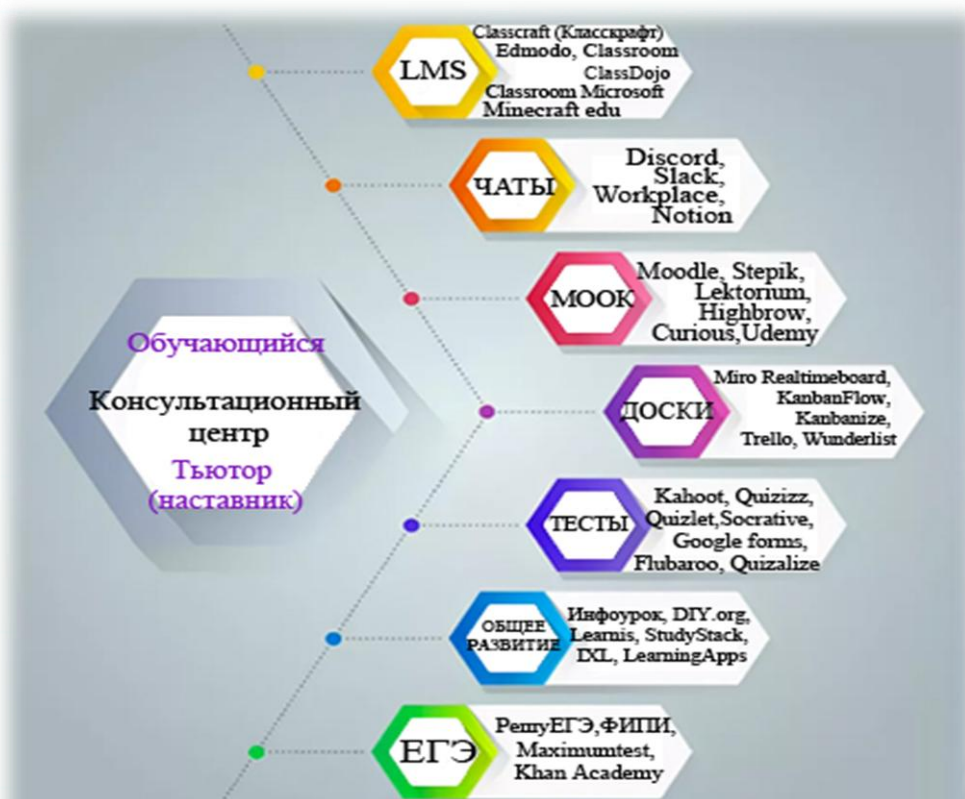 LMS
Classcraft (Класскрафт)
Edmodo, Classroom
ClassDojo
Classroom Microsoft
Minecraft edu
ЧАТЫ
Discord,
Slack,
Workplace,
Notion
МООК
Moodle, Stepik,
Lektorium,
Highbrow,
Curious,Udemy
Обучающийся
Консультационный
центр
Тьютор
(наставник)
ДОСКИ
Miro Realtimeboard,
KanbanFlow,
Kanbanize,
Trello, Wunderlist
ТЕСТЫ
Kahoot, Quizizz,
Quizlet,Socrative,
Google forms,
Flubaroo, Quizalize
ОБЩЕЕ
РАЗВИТИЕ
Инфоурок, DIY.org,
Learnis, StudyStack,
IXL, LearningApps
ЕГЭ
РешуЕГЭ,ФИПИ,
Maximumtest,
Khan Academy